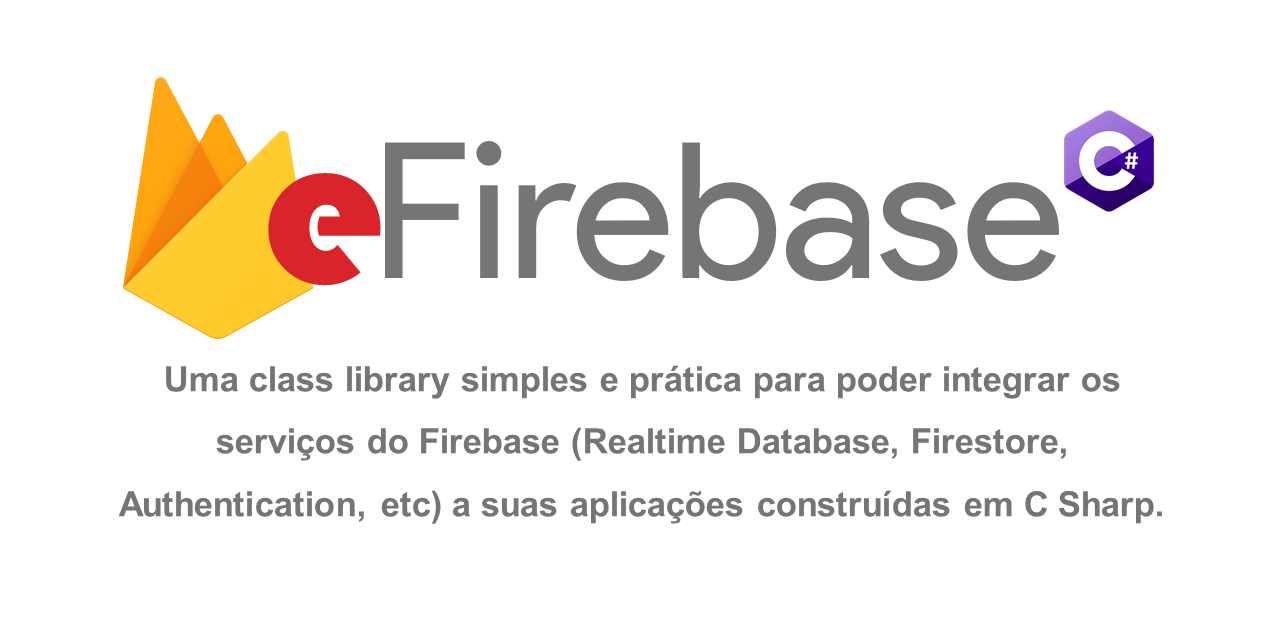 eFirebase
C#
Uma class library simples e prática para poder integrar os
serviços do Firebase (Realtime Database, Firestore,
Authentication, etc) a suas aplicações construídas em C Sharp.